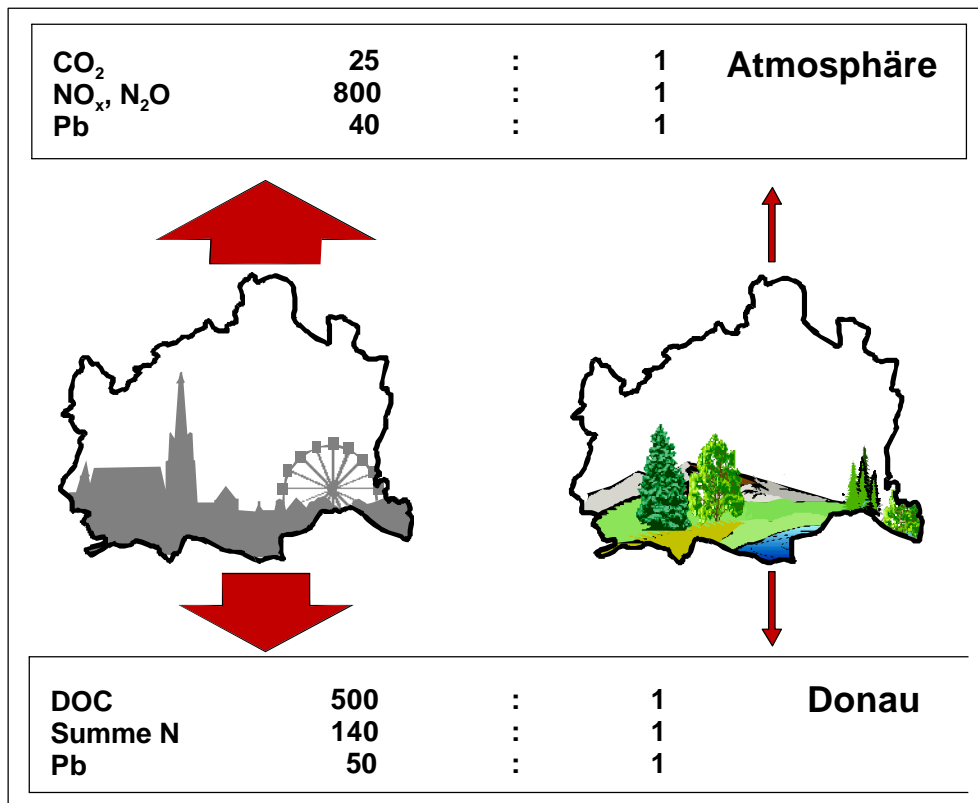 CO₂ 25 : 1 Atmosphäre
NOₓ, N₂O 800 : 1
Pb 40 : 1
DOC 500 : 1 Donau
Summe N 140 : 1
Pb 50 : 1